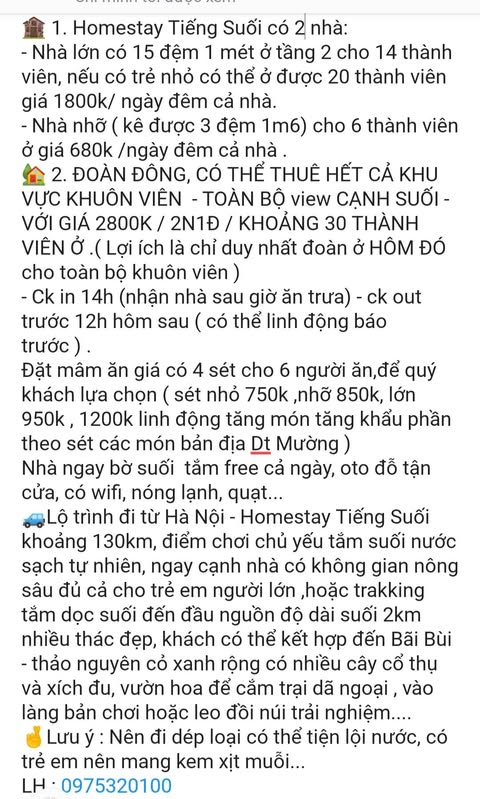 🏚 1. Homestay Tiếng Suối có 2 nhà:
- Nhà lớn có 15 đệm 1 mét ở tầng 2 cho 14 thành
viên, nếu có trẻ nhỏ có thể ở được 20 thành viên
giá 1800k/ ngày đêm cả nhà.
- Nhà nhỡ ( kê được 3 đệm 1m6) cho 6 thành viên
ở giá 680k /ngày đêm cả nhà .
🏡 2. ĐOÀN ĐÔNG, CÓ THỂ THUÊ HẾT CẢ KHU
VỰC KHUÔN VIÊN - TOÀN BỘ view CẠNH SUỐI -
VỚI GIÁ 2800K / 2N1Đ / KHOẢNG 30 THÀNH
VIÊN Ở .( Lợi ích là chỉ duy nhất đoàn ở HÔM ĐÓ
cho toàn bộ khuôn viên )
- Ck in 14h (nhận nhà sau giờ ăn trưa) - ck out
trước 12h hôm sau ( có thể linh động báo
trước ) .
Đặt mâm ăn giá có 4 sét cho 6 người ăn,để quý
khách lựa chọn ( sét nhỏ 750k ,nhỡ 850k, lớn
950k , 1200k linh động tăng món tăng khẩu phần
theo sét các món bản địa Dt Mường )
Nhà ngay bờ suối tắm free cả ngày, oto đỗ tận
cửa, có wifi, nóng lạnh, quạt...
🚙Lộ trình đi từ Hà Nội - Homestay Tiếng Suối
khoảng 130km, điểm chơi chủ yếu tắm suối nước
sạch tự nhiên, ngay cạnh nhà có không gian nông
sâu đủ cả cho trẻ em người lớn ,hoặc trakking
tắm dọc suối đến đầu nguồn độ dài suối 2km
nhiều thác đẹp, khách có thể kết hợp đến Bãi Bùi
- thảo nguyên cỏ xanh rộng có nhiều cây cổ thụ
và xích đu, vườn hoa để cắm trại dã ngoại , vào
làng bản chơi hoặc leo đồi núi trải nghiệm....
🤞Lưu ý : Nên đi dép loại có thể tiện lội nước, có
trẻ em nên mang kem xịt muỗi...
LH : 0975320100